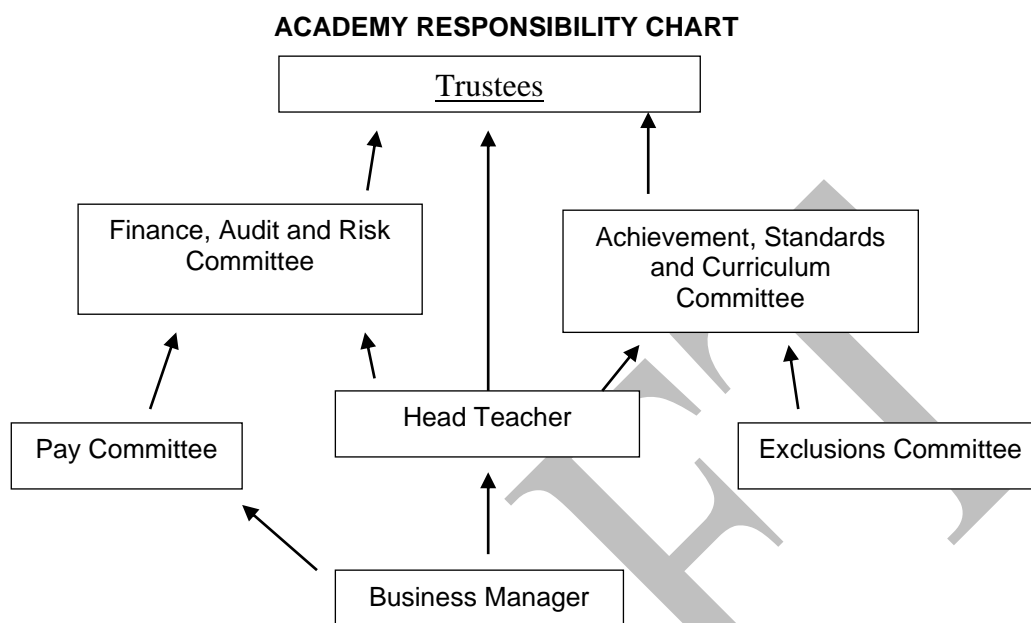 ACADEMY RESPONSIBILITY CHART
Trustees
Finance, Audit and Risk
Committee
Achievement, Standards
and Curriculum
Committee
Head Teacher
Pay Committee
Exclusions Committee
Business Manager